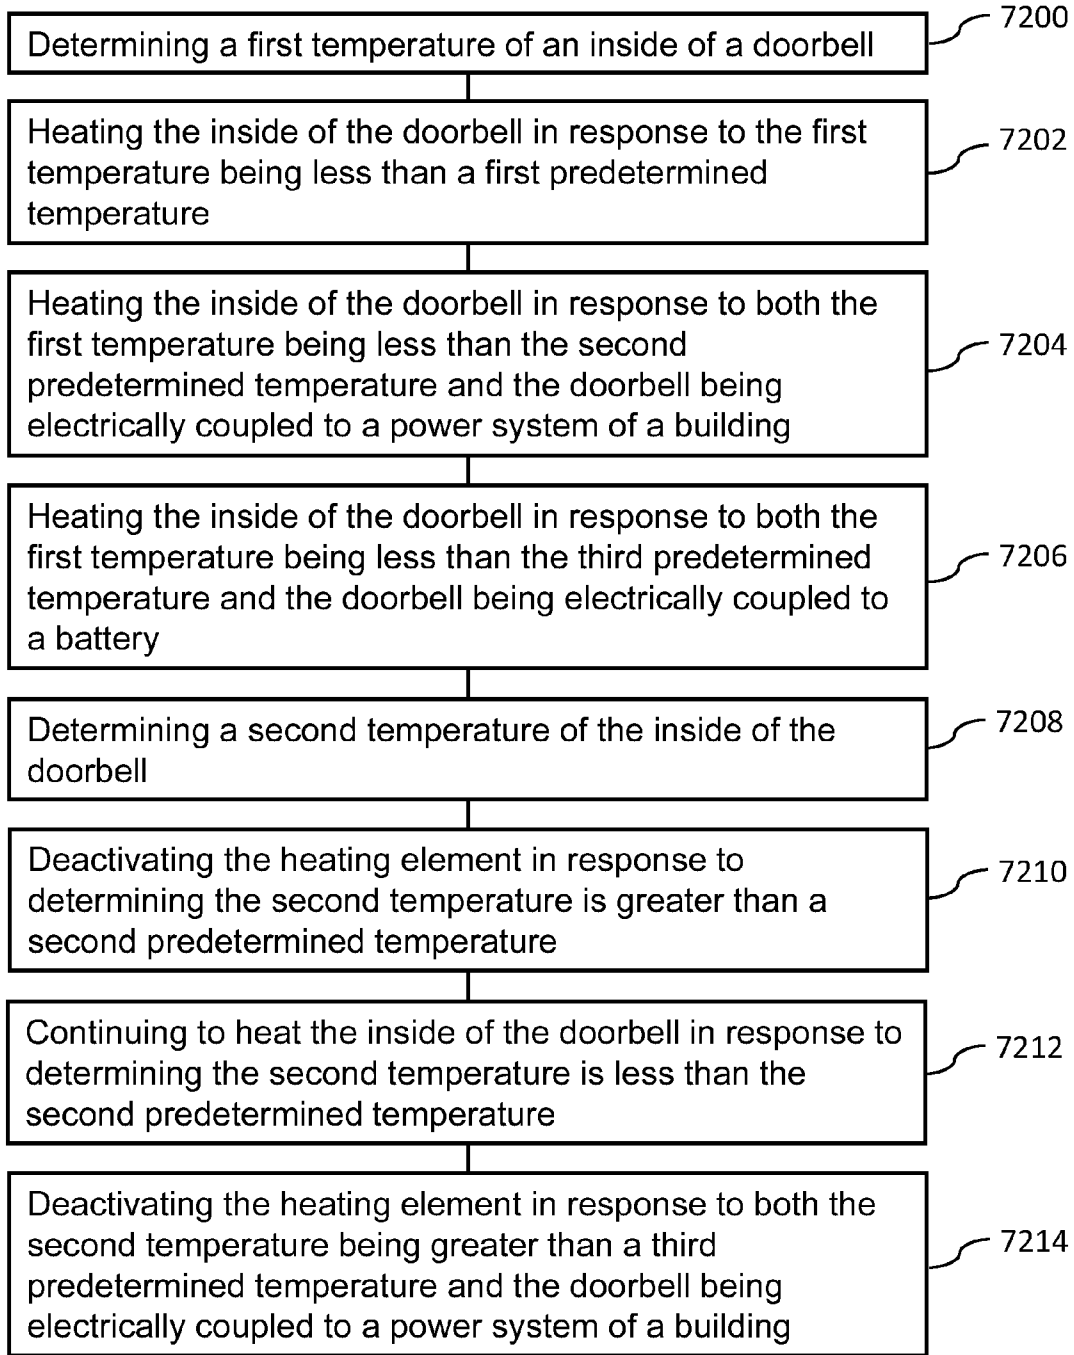 Determining a first temperature of an inside of a doorbell
7200
Heating the inside of the doorbell in response to the first
temperature being less than a first predetermined
temperature
7202
Heating the inside of the doorbell in response to both the
first temperature being less than the second
predetermined temperature and the doorbell being
electrically coupled to a power system of a building
7204
Heating the inside of the doorbell in response to both the
first temperature being less than the third predetermined
temperature and the doorbell being electrically coupled to
a battery
7206
Determining a second temperature of the inside of the
doorbell
7208
Deactivating the heating element in response to
determining the second temperature is greater than a
second predetermined temperature
7210
Continuing to heat the inside of the doorbell in response to
determining the second temperature is less than the
second predetermined temperature
7212
Deactivating the heating element in response to both the
second temperature being greater than a third
predetermined temperature and the doorbell being
electrically coupled to a power system of a building
7214